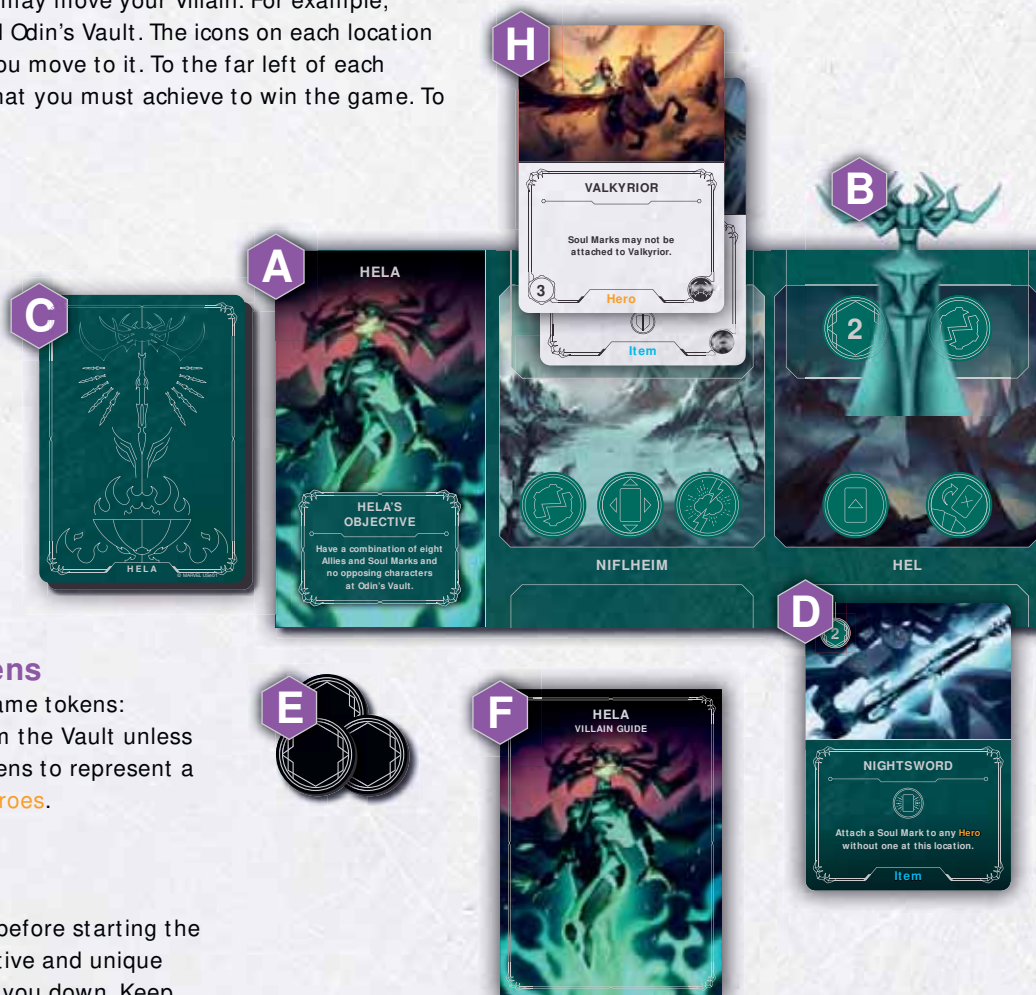 may move your Villain. For example,
Odin's Vault. The icons on each location
ou move to it. To the far left of each
hat you must achieve to win the game. To
H
VALKYRIOR
Soul Marks may not be
attached to Valkyrior.
3
Hero
Item
B
2
A
HELA
HELA'S
OBJECTIVE
Have a combination of eight
Allies and Soul Marks and
no opposing characters
at Odin's Vault.
NIFLHEIM
HEL
C
HELA
D
2
NIGHTSWORD
Attach a Soul Mark to any Hero
without one at this location.
Item
ens
ame tokens:
m the Vault unless
ens to represent a
roes.
E
F
HELA
VILLAIN GUIDE
before starting the
tive and unique
you down. Keep